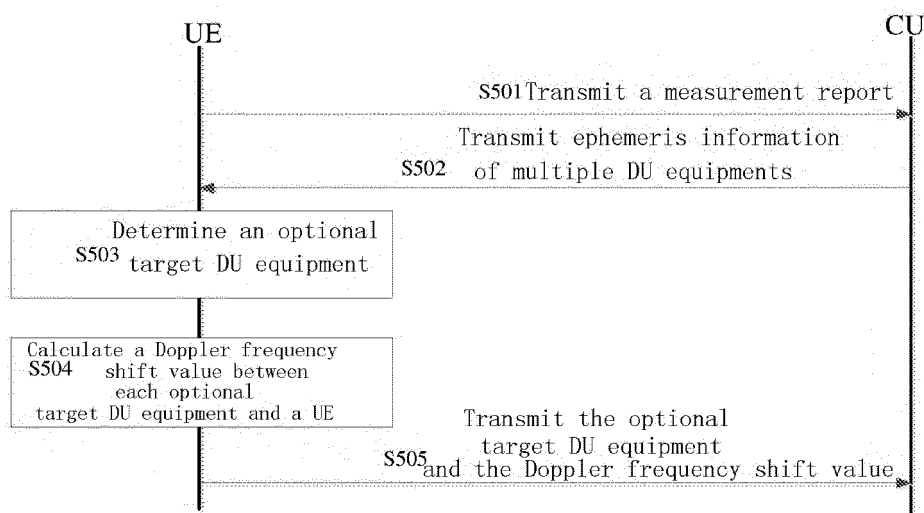 UE
CU
S501 Transmit a measurement report
Transmit ephemeris information
S502 of multiple DU equipments
Determine an optional
S503 target DU equipment
Calculate a Doppler frequency
S504 shift value between
each optional
target DU equipment and a UE
Transmit the optional
target DU equipment
S505 and the Doppler frequency shift value